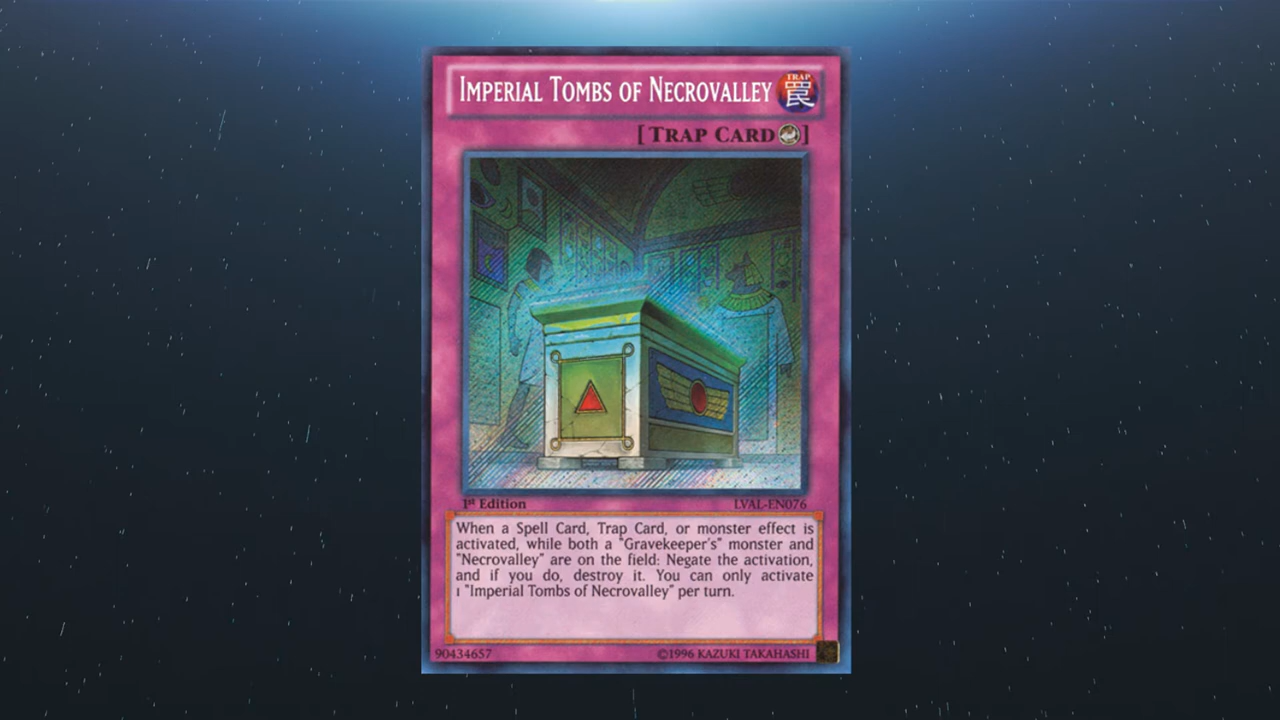 IMPERIAL TOMBS OF NECROVALLEY
TRAP
罠
[TRAP CARD]
1st Edition
LVAL-EN076
When a Spell Card, Trap Card, or monster effect is
activated, while both a "Gravekeeper's" monster and
"Necrovalley" are on the field: Negate the activation,
and if you do, destroy it. You can only activate
1 "Imperial Tombs of Necrovalley" per turn.
90434657
©1996 KAZUKI TAKAHASHI